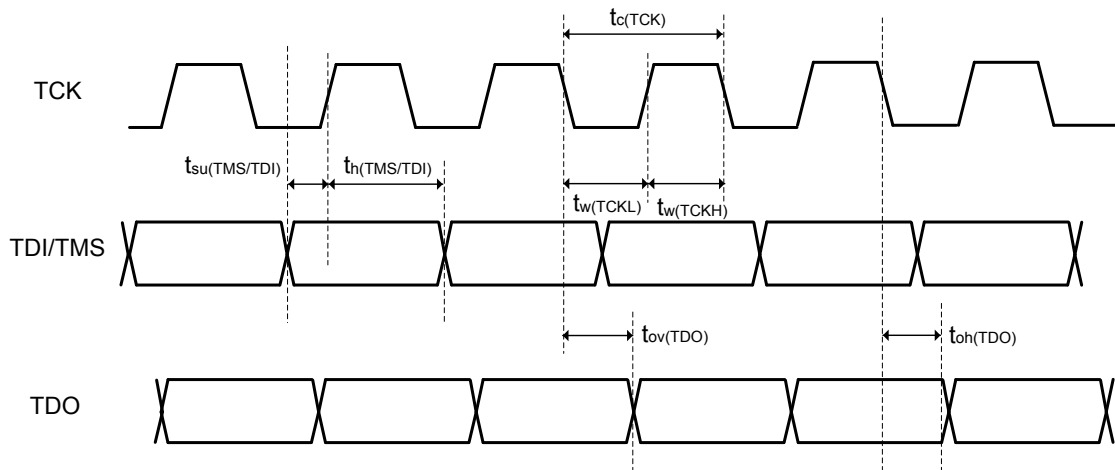 tc(TCK)
TCK
tsu(TMS/TDI)
th(TMS/TDI)
tw(TCKL)
tw(TCKH)
TDI/TMS
tov(TDO)
toh(TDO)
TDO